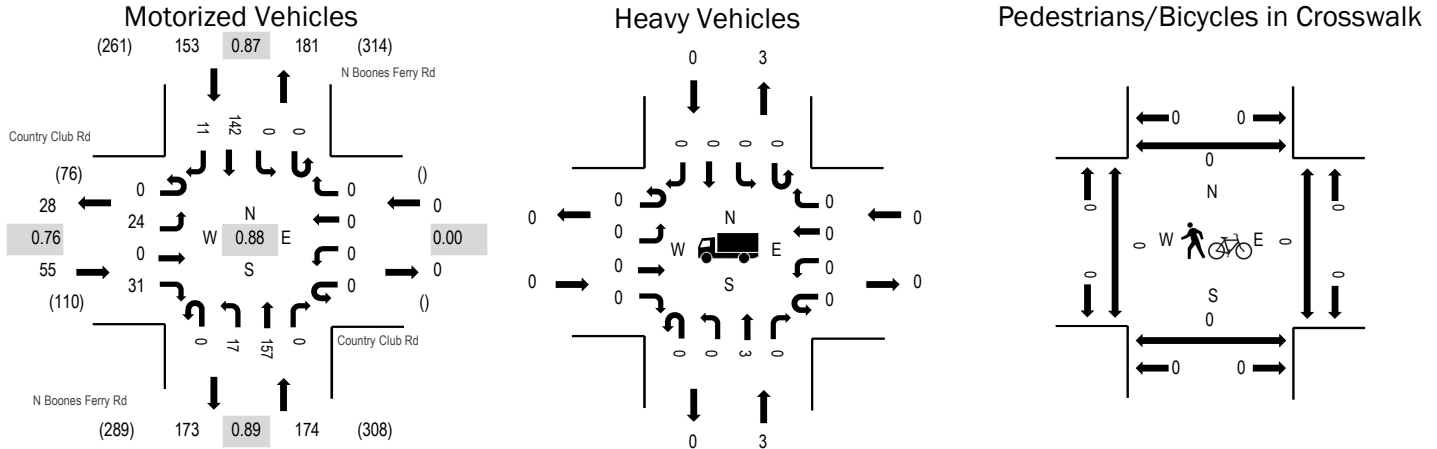 Motorized Vehicles
(261) 153 0.87 181 (314)
N Boones Ferry Rd
11 142 0 0
Country Club Rd
(76)
28
0.76
55
(110)
0
24
0
31
N
W 0.88 E
S
0
0
0
0
()
0
0.00
0
()
0 17 157 0
Country Club Rd
N Boones Ferry Rd
(289) 173 0.89 174 (308)
Heavy Vehicles
0 3
0 0 0 0
0
0
0
0
0
0
N
W E
S
0
0
0
0
0
0
0 0 3 0
0 3
Pedestrians/Bicycles in Crosswalk
0 0
0
N
0 0
0 W E 0
0 0
S
0
0 0